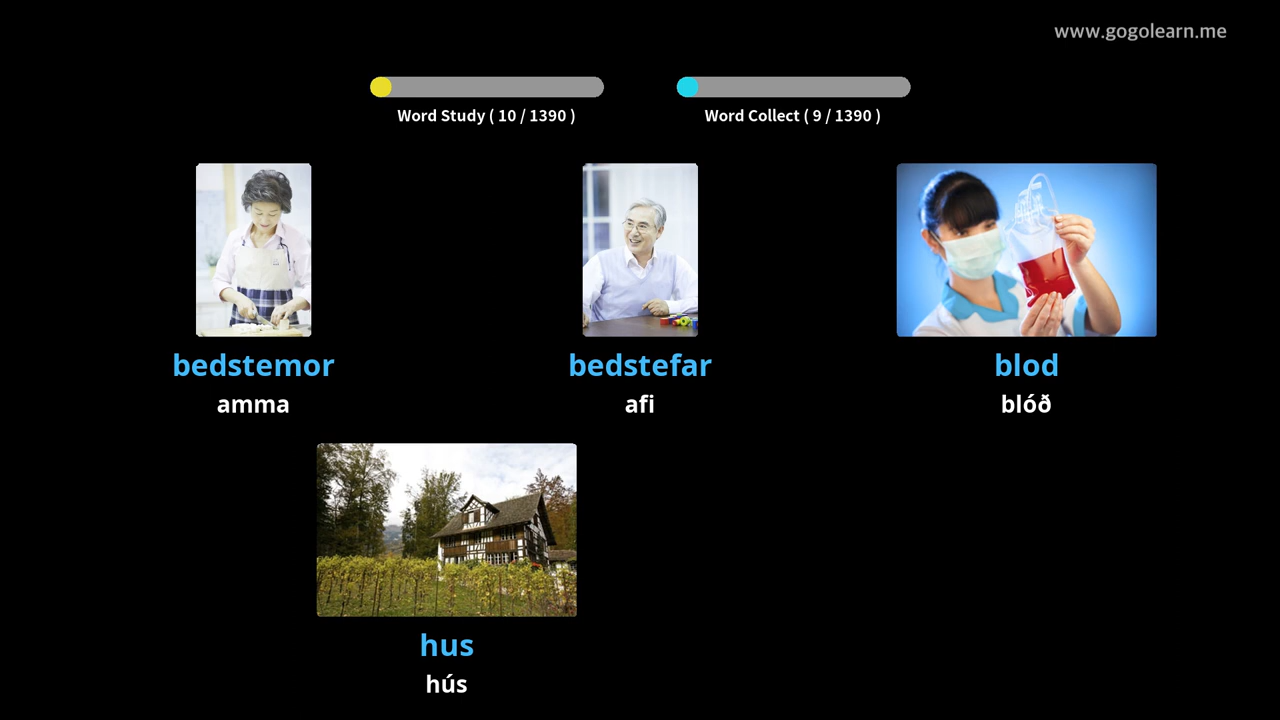 www.gogolearn.me
Word Study ( 10 / 1390 )
Word Collect ( 9 / 1390 )
bedstemor
amma
bedstefar
afi
blod
blóð
hus
hús